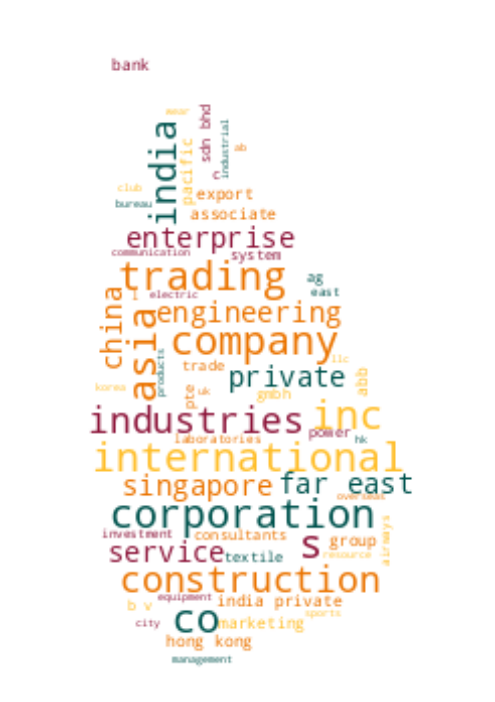 bank
near
india
sdn bhd
industrial
pacific
ab
c
club
export
bureau
associate
enterprise
communication
system
trading
ag
east
china
l
electric
asia
engineering
company
products
llc
trade
private
abb
korea
pte
uk
gmbh
industries
inc
power
hk
laboratories
international
singapore
far east
overseas
corporation
airways
investment
consultants
s
group
service
textile
resource
construction
equipment
b v
india private
sports
co
city
marketing
hong kong
management